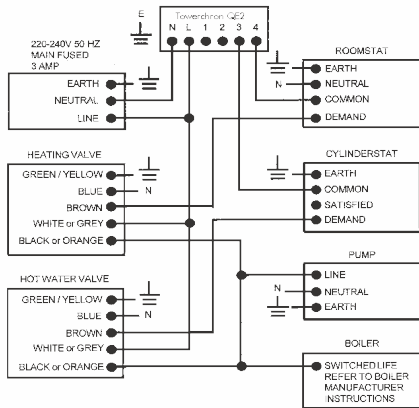 E
Towerchron QE2
N L 1 2 3 4
220-240V 50 HZ
MAIN FUSED
3 AMP
EARTH
NEUTRAL
LINE
ROOMSTAT
EARTH
N
NEUTRAL
COMMON
DEMAND
HEATING VALVE
GREEN / YELLOW
BLUE
N
BROWN
WHITE or GREY
BLACK or ORANGE
CYLINDERSTAT
EARTH
COMMON
SATISFIED
DEMAND
HOT WATER VALVE
GREEN / YELLOW
BLUE
N
BROWN
WHITE or GREY
BLACK or ORANGE
PUMP
LINE
N
NEUTRAL
EARTH
BOILER
SWITCHED LIFE
REFER TO BOILER
MANUFACTURER
INSTRUCTIONS